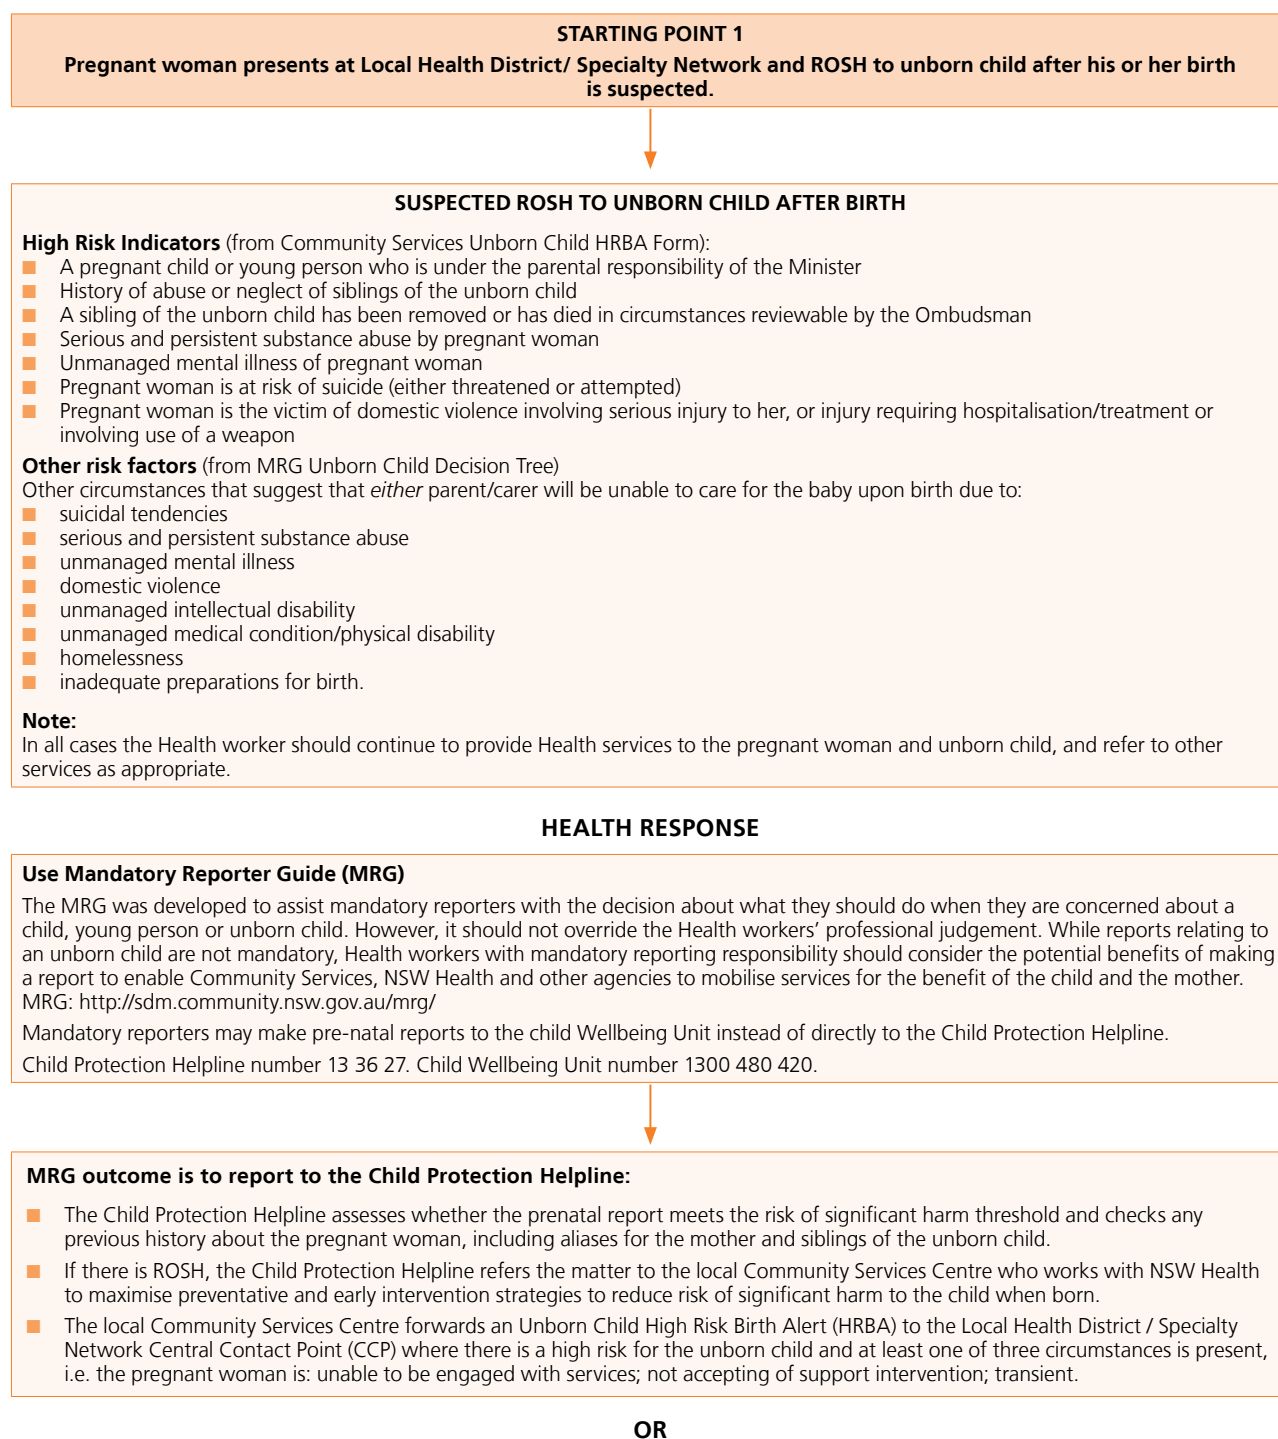 STARTING POINT 1
Pregnant woman presents at Local Health District/ Specialty Network and ROSH to unborn child after his or her birth
is suspected.
SUSPECTED ROSH TO UNBORN CHILD AFTER BIRTH
High Risk Indicators (from Community Services Unborn Child HRBA Form):
■ A pregnant child or young person who is under the parental responsibility of the Minister
■ History of abuse or neglect of siblings of the unborn child
■ A sibling of the unborn child has been removed or has died in circumstances reviewable by the Ombudsman
■ Serious and persistent substance abuse by pregnant woman
■ Unmanaged mental illness of pregnant woman
■ Pregnant woman is at risk of suicide (either threatened or attempted)
■ Pregnant woman is the victim of domestic violence involving serious injury to her, or injury requiring hospitalisation/treatment or
involving use of a weapon
Other risk factors (from MRG Unborn Child Decision Tree)
Other circumstances that suggest that either parent/carer will be unable to care for the baby upon birth due to:
■ suicidal tendencies
■ serious and persistent substance abuse
■ unmanaged mental illness
■ domestic violence
■ unmanaged intellectual disability
■ unmanaged medical condition/physical disability
■ homelessness
■ inadequate preparations for birth.
Note:
In all cases the Health worker should continue to provide Health services to the pregnant woman and unborn child, and refer to other
services as appropriate.
HEALTH RESPONSE
Use Mandatory Reporter Guide (MRG)
The MRG was developed to assist mandatory reporters with the decision about what they should do when they are concerned about a
child, young person or unborn child. However, it should not override the Health workers' professional judgement. While reports relating to
an unborn child are not mandatory, Health workers with mandatory reporting responsibility should consider the potential benefits of making
a report to enable Community Services, NSW Health and other agencies to mobilise services for the benefit of the child and the mother.
MRG: http://sdm.community.nsw.gov.au/mrg/
Mandatory reporters may make pre-natal reports to the child Wellbeing Unit instead of directly to the Child Protection Helpline.
Child Protection Helpline number 13 36 27. Child Wellbeing Unit number 1300 480 420.
MRG outcome is to report to the Child Protection Helpline:
■ The Child Protection Helpline assesses whether the prenatal report meets the risk of significant harm threshold and checks any
previous history about the pregnant woman, including aliases for the mother and siblings of the unborn child.
■ If there is ROSH, the Child Protection Helpline refers the matter to the local Community Services Centre who works with NSW Health
to maximise preventative and early intervention strategies to reduce risk of significant harm to the child when born.
■ The local Community Services Centre forwards an Unborn Child High Risk Birth Alert (HRBA) to the Local Health District / Specialty
Network Central Contact Point (CCP) where there is a high risk for the unborn child and at least one of three circumstances is present,
i.e. the pregnant woman is: unable to be engaged with services; not accepting of support intervention; transient.
OR